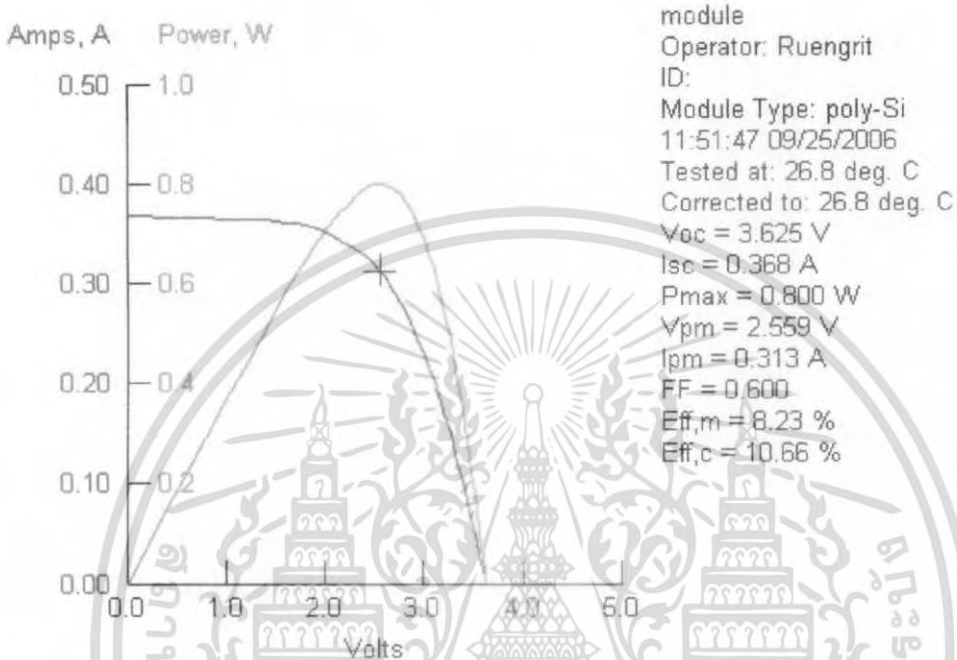 Amps, A Power, W
0.50 1.0
0.40 0.8
0.30 0.6
0.20 0.4
0.10 0.2
0.00
0.0 1.0 2.0 3.0 4.0 5.0
Volts
module
Operator: Ruengrit
ID:
Module Type: poly-Si
11:51:47 09/25/2006
Tested at: 26.8 deg. C
Corrected to: 26.8 deg. C
Voc = 3.625 V
Isc = 0.368 A
Pmax = 0.800 W
Vpm = 2.559 V
Ipm = 0.313 A
FF = 0.600
Eff,m = 8.23 %
Eff,c = 10.66 %